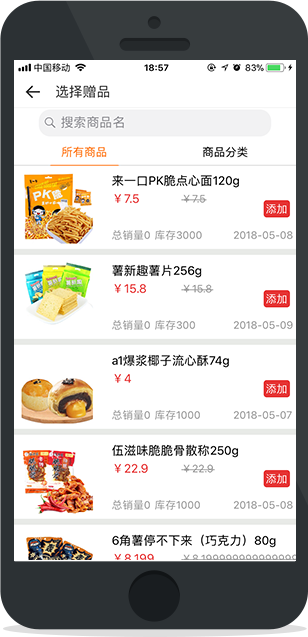 中国移动 18:57 83%
选择赠品
搜索商品名
所有商品 商品分类
来一口PK脆点心面120g
￥7.5 ￥7.5
添加
总销量0 库存3000 2018-05-08
薯新趣薯片256g
￥15.8 ￥15.8
添加
总销量0 库存300 2018-05-09
a1爆浆椰子流心酥74g
￥4
添加
总销量0 库存1000 2018-05-07
伍滋味脆脆骨散称250g
￥22.9 ￥22.9
添加
总销量0 库存1000 2018-05-08
6角薯停不下来（巧克力）80g